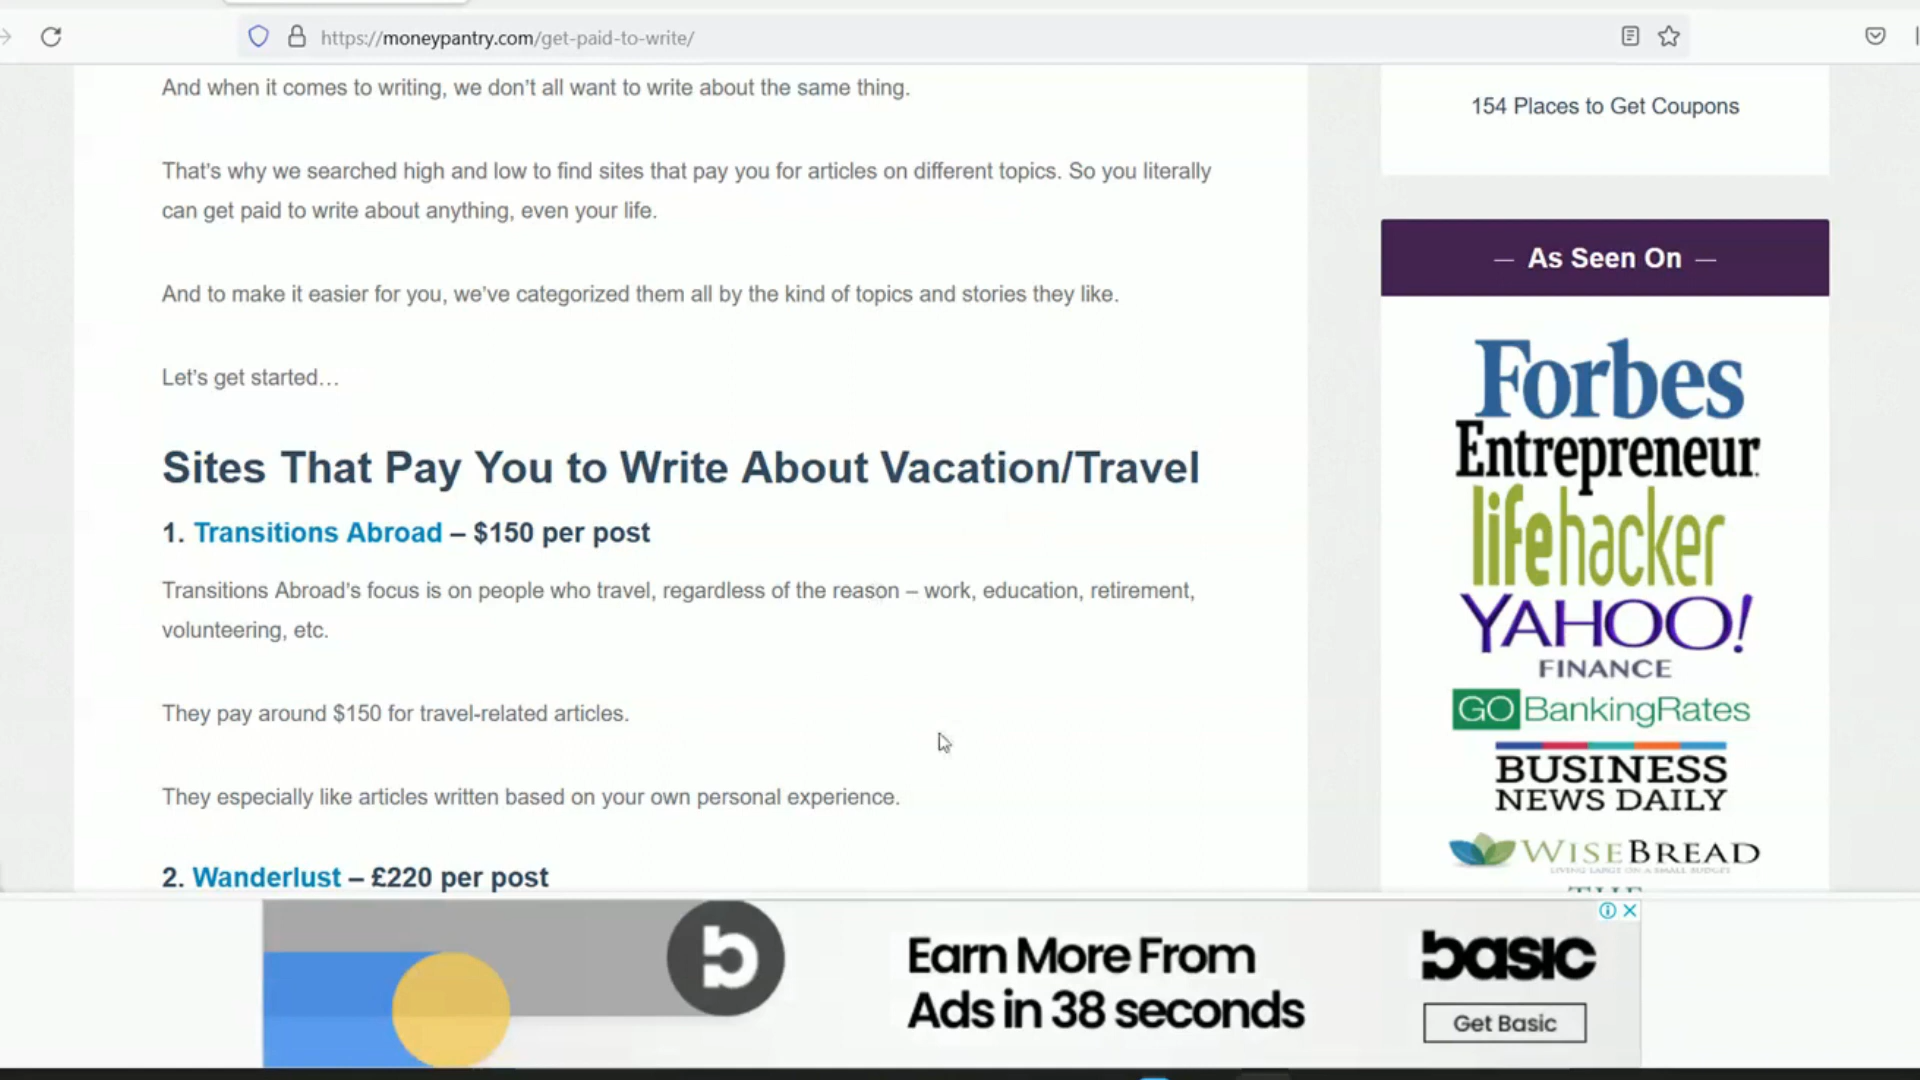 https://moneypantry.com/get-paid-to-write/
And when it comes to writing, we don't all want to write about the same thing.
That's why we searched high and low to find sites that pay you for articles on different topics. So you literally
can get paid to write about anything, even your life.
And to make it easier for you, we've categorized them all by the kind of topics and stories they like.
Let's get started…
Sites That Pay You to Write About Vacation/Travel
1. Transitions Abroad – $150 per post
Transitions Abroad's focus is on people who travel, regardless of the reason – work, education, retirement,
volunteering, etc.
They pay around $150 for travel-related articles.
They especially like articles written based on your own personal experience.
2. Wanderlust – £220 per post
154 Places to Get Coupons
— As Seen On —
Forbes
Entrepreneur
lifehacker
YAHOO!
FINANCE
GOBankingRates
BUSINESS
NEWS DAILY
WISEBREAD
LIVING LARGE ON A SMALL BUDGET
b
Earn More From
Ads in 38 seconds
basic
Get Basic